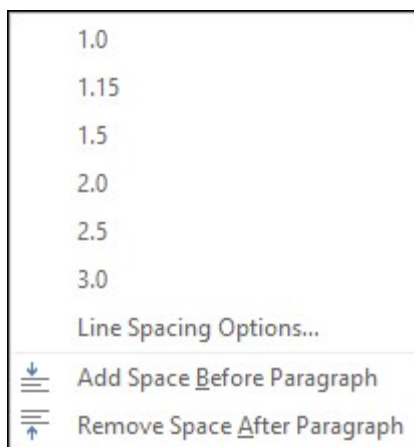 1.0
1.15
1.5
2.0
2.5
3.0
Line Spacing Options...
Add Space Before Paragraph
Remove Space After Paragraph